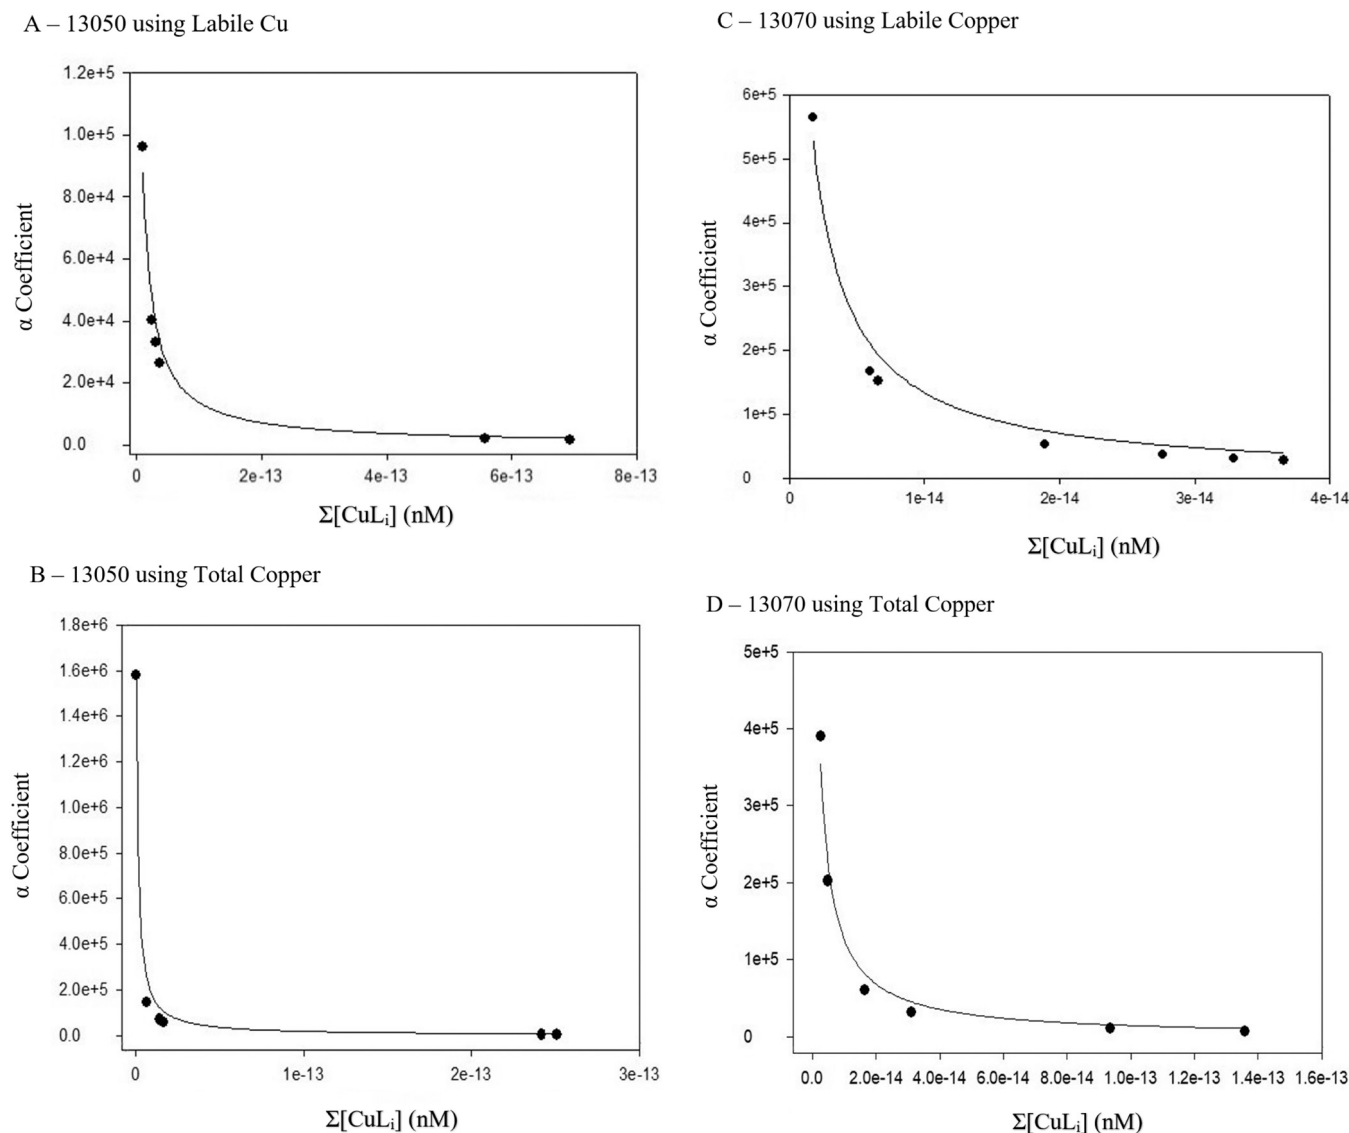 A – 13050 using Labile Cu
1.2e+5
1.0e+5
8.0e+4
6.0e+4
4.0e+4
2.0e+4
0.0
α Coefficient
0 2e-13 4e-13 6e-13 8e-13
Σ[CuLi] (nM)
B – 13050 using Total Copper
1.8e+6
1.6e+6
1.4e+6
1.2e+6
1.0e+6
8.0e+5
6.0e+5
4.0e+5
2.0e+5
0.0
α Coefficient
0 1e-13 2e-13 3e-13
Σ[CuLi] (nM)
C – 13070 using Labile Copper
6e+5
5e+5
4e+5
3e+5
2e+5
1e+5
0
α Coefficient
0 1e-14 2e-14 3e-14 4e-14
Σ[CuLi] (nM)
D – 13070 using Total Copper
5e+5
4e+5
3e+5
2e+5
1e+5
0
α Coefficient
0.0 2.0e-14 4.0e-14 6.0e-14 8.0e-14 1.0e-13 1.2e-13 1.4e-13 1.6e-13
Σ[CuLi] (nM)